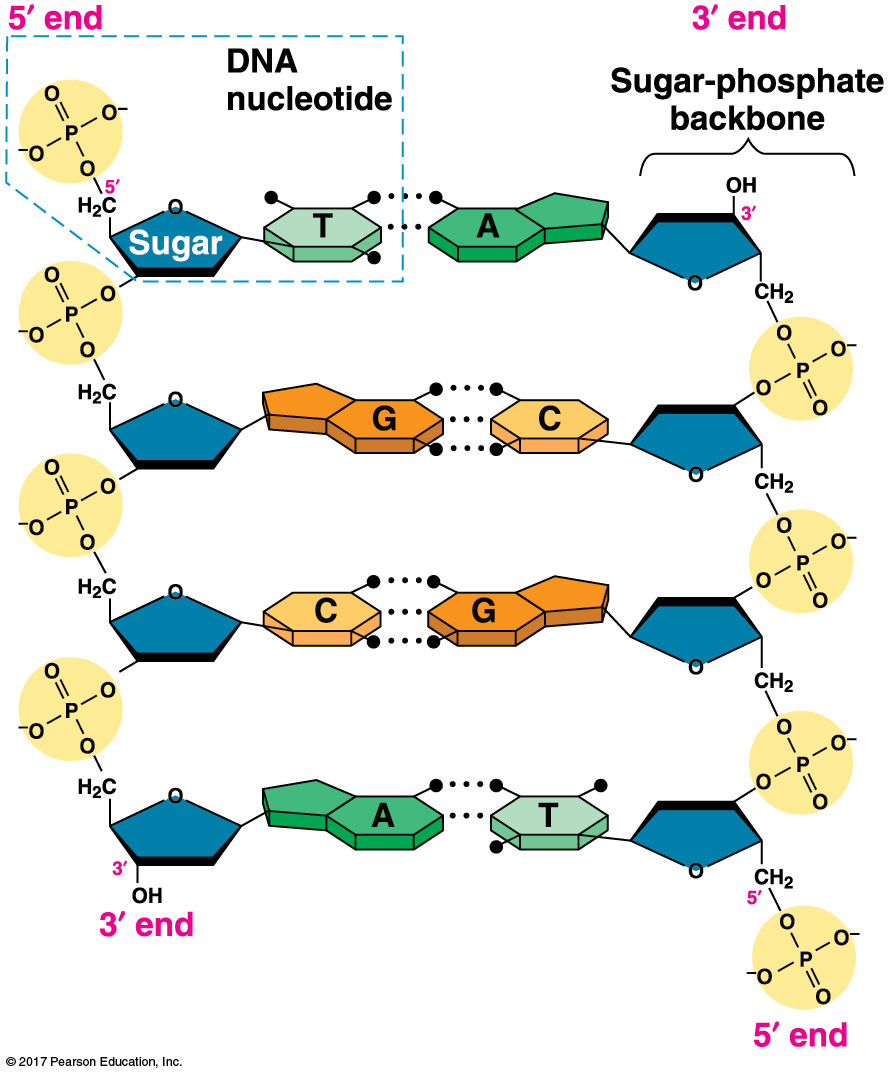 5′ end
3′ end
DNA
nucleotide
Sugar-phosphate
backbone
O
O⁻
P
⁻O
O
5′
H₂C
O
Sugar
T
A
OH
3′
O
CH₂
O
O
P
⁻O
O
O
O⁻
P
O
O
H₂C
O
G
C
O
CH₂
O
O
P
⁻O
O
O
O⁻
P
O
O
H₂C
O
C
G
O
CH₂
O
O
P
⁻O
O
O
O⁻
P
O
O
H₂C
O
A
T
O
3′
OH
3′ end
CH₂
5′
O
O⁻
P
⁻O
O
5′ end
© 2017 Pearson Education, Inc.